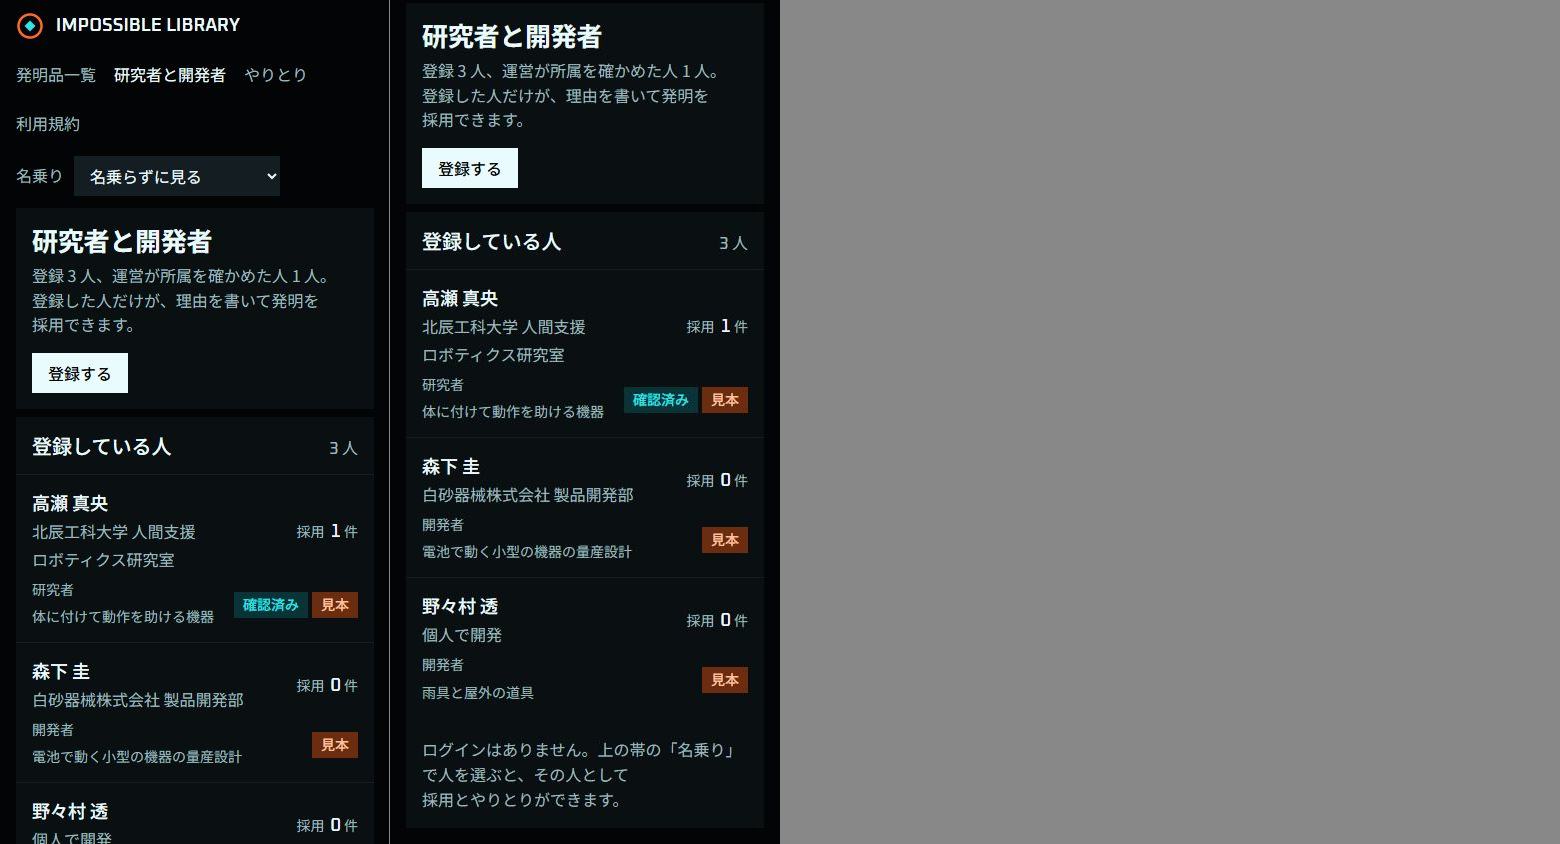 IMPOSSIBLE LIBRARY
発明品一覧 研究者と開発者 やりとり
利用規約
名乗り 名乗らずに見る
研究者と開発者
登録 3 人、運営が所属を確かめた人 1 人。
登録した人だけが、理由を書いて発明を
採用できます。
登録する
登録している人 3 人
高瀬 真央
北辰工科大学 人間支援 採用 1 件
ロボティクス研究室
研究者
体に付けて動作を助ける機器 確認済み 見本
森下 圭
採用 0 件
白砂器械株式会社 製品開発部
開発者
見本
電池で動く小型の機器の量産設計
野々村 透
採用 0 件
個人で開発
研究者と開発者
登録 3 人、運営が所属を確かめた人 1 人。
登録した人だけが、理由を書いて発明を
採用できます。
登録する
登録している人 3 人
高瀬 真央
北辰工科大学 人間支援 採用 1 件
ロボティクス研究室
研究者
体に付けて動作を助ける機器 確認済み 見本
森下 圭
採用 0 件
白砂器械株式会社 製品開発部
開発者
見本
電池で動く小型の機器の量産設計
野々村 透
採用 0 件
個人で開発
開発者
見本
雨具と屋外の道具
ログインはありません。上の帯の「名乗り」
で人を選ぶと、その人として
採用とやりとりができます。